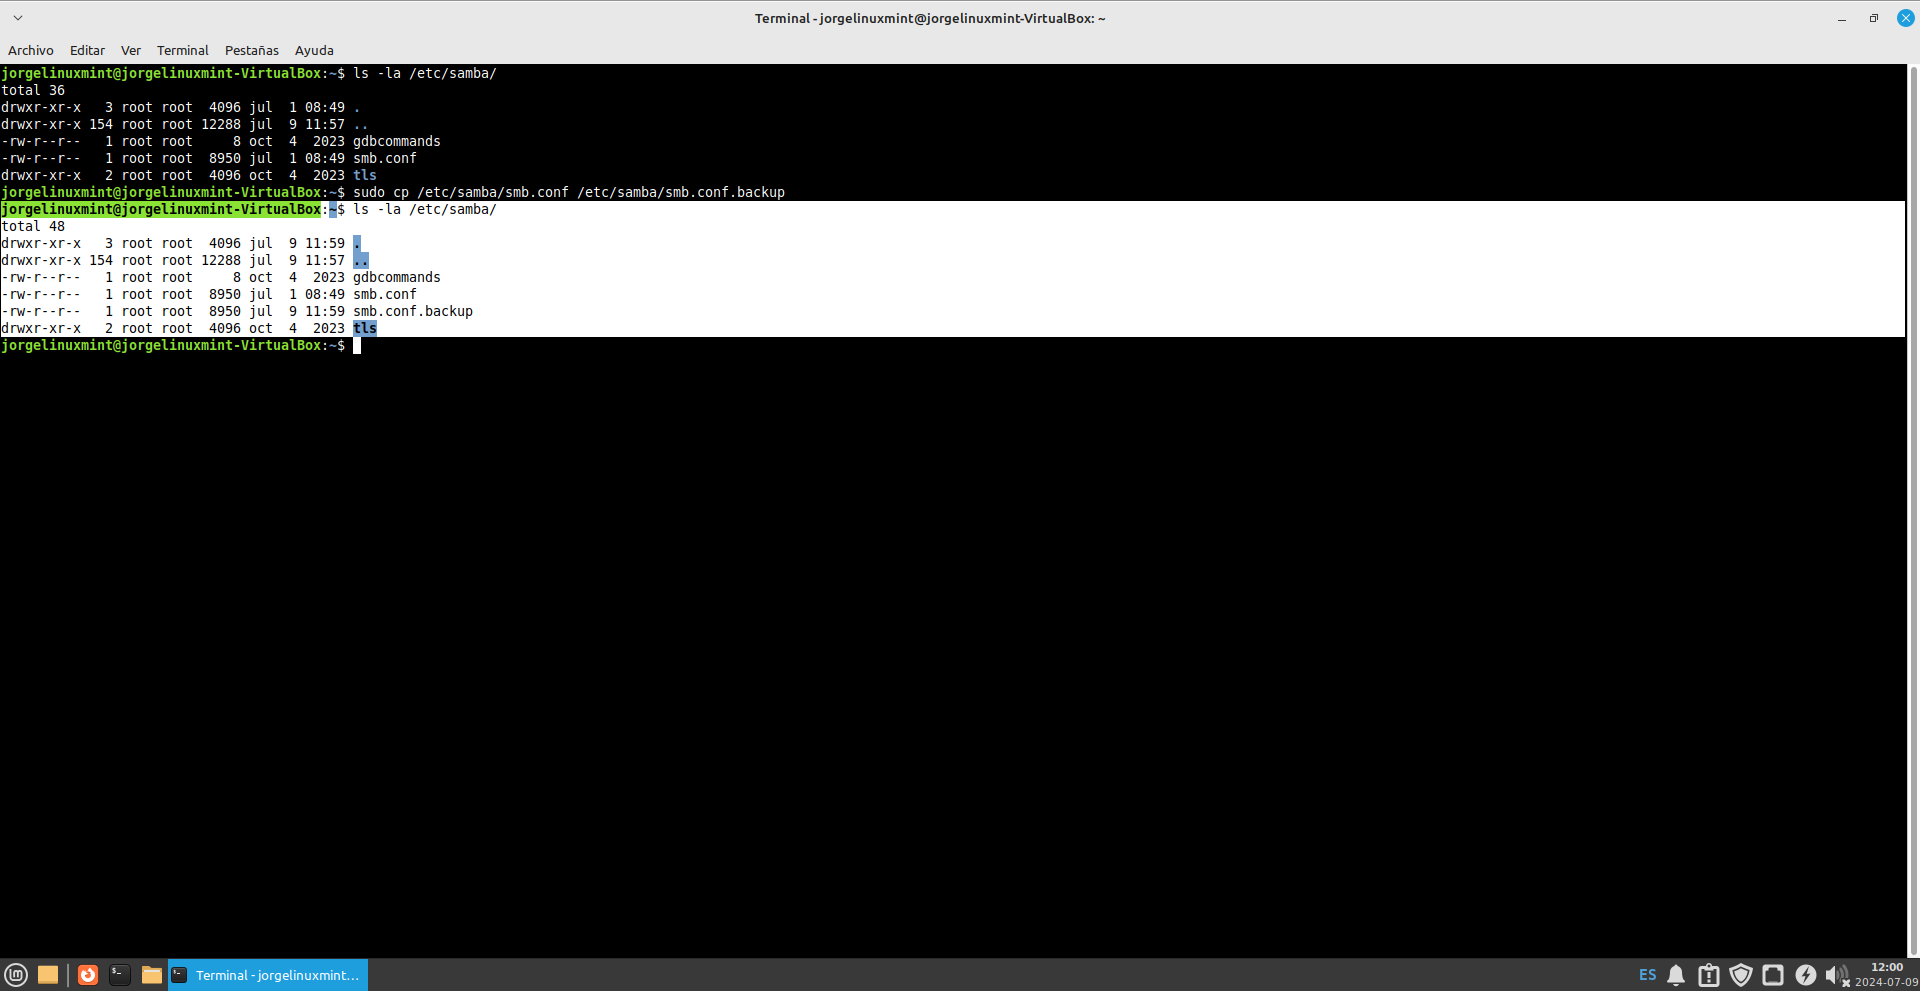 Terminal - jorgelinuxmint@jorgelinuxmint-VirtualBox: ~
Archivo Editar Ver Terminal Pestañas Ayuda
jorgelinuxmint@jorgelinuxmint-VirtualBox:~$ ls -la /etc/samba/
total 36
drwxr-xr-x   3 root root  4096 jul  1 08:49 .
drwxr-xr-x 154 root root 12288 jul  9 11:57 ..
-rw-r--r--   1 root root     8 oct  4  2023 gdbcommands
-rw-r--r--   1 root root  8950 jul  1 08:49 smb.conf
drwxr-xr-x   2 root root  4096 oct  4  2023 tls
jorgelinuxmint@jorgelinuxmint-VirtualBox:~$ sudo cp /etc/samba/smb.conf /etc/samba/smb.conf.backup
jorgelinuxmint@jorgelinuxmint-VirtualBox:~$ ls -la /etc/samba/
total 48
drwxr-xr-x   3 root root  4096 jul  9 11:59 .
drwxr-xr-x 154 root root 12288 jul  9 11:57 ..
-rw-r--r--   1 root root     8 oct  4  2023 gdbcommands
-rw-r--r--   1 root root  8950 jul  1 08:49 smb.conf
-rw-r--r--   1 root root  8950 jul  9 11:59 smb.conf.backup
drwxr-xr-x   2 root root  4096 oct  4  2023 tls
jorgelinuxmint@jorgelinuxmint-VirtualBox:~$
Terminal - jorgelinuxmint...
ES
12:00
2024-07-09